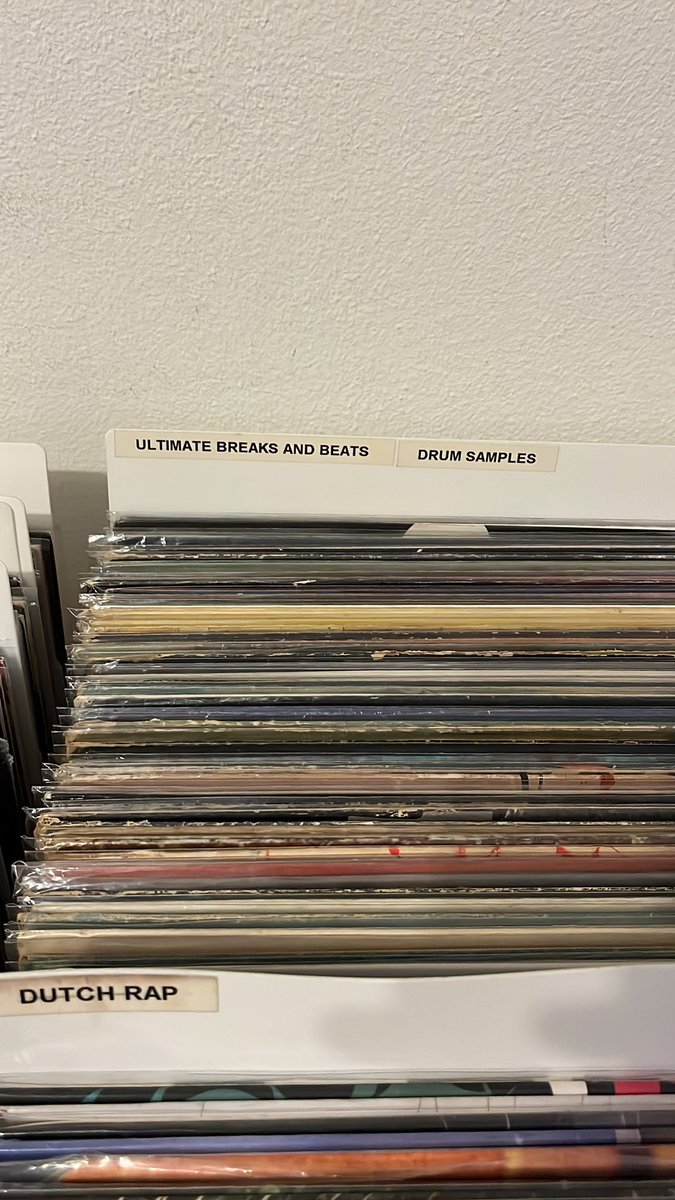 ULTIMATE BREAKS AND BEATS
DRUM SAMPLES
DUTCH RAP